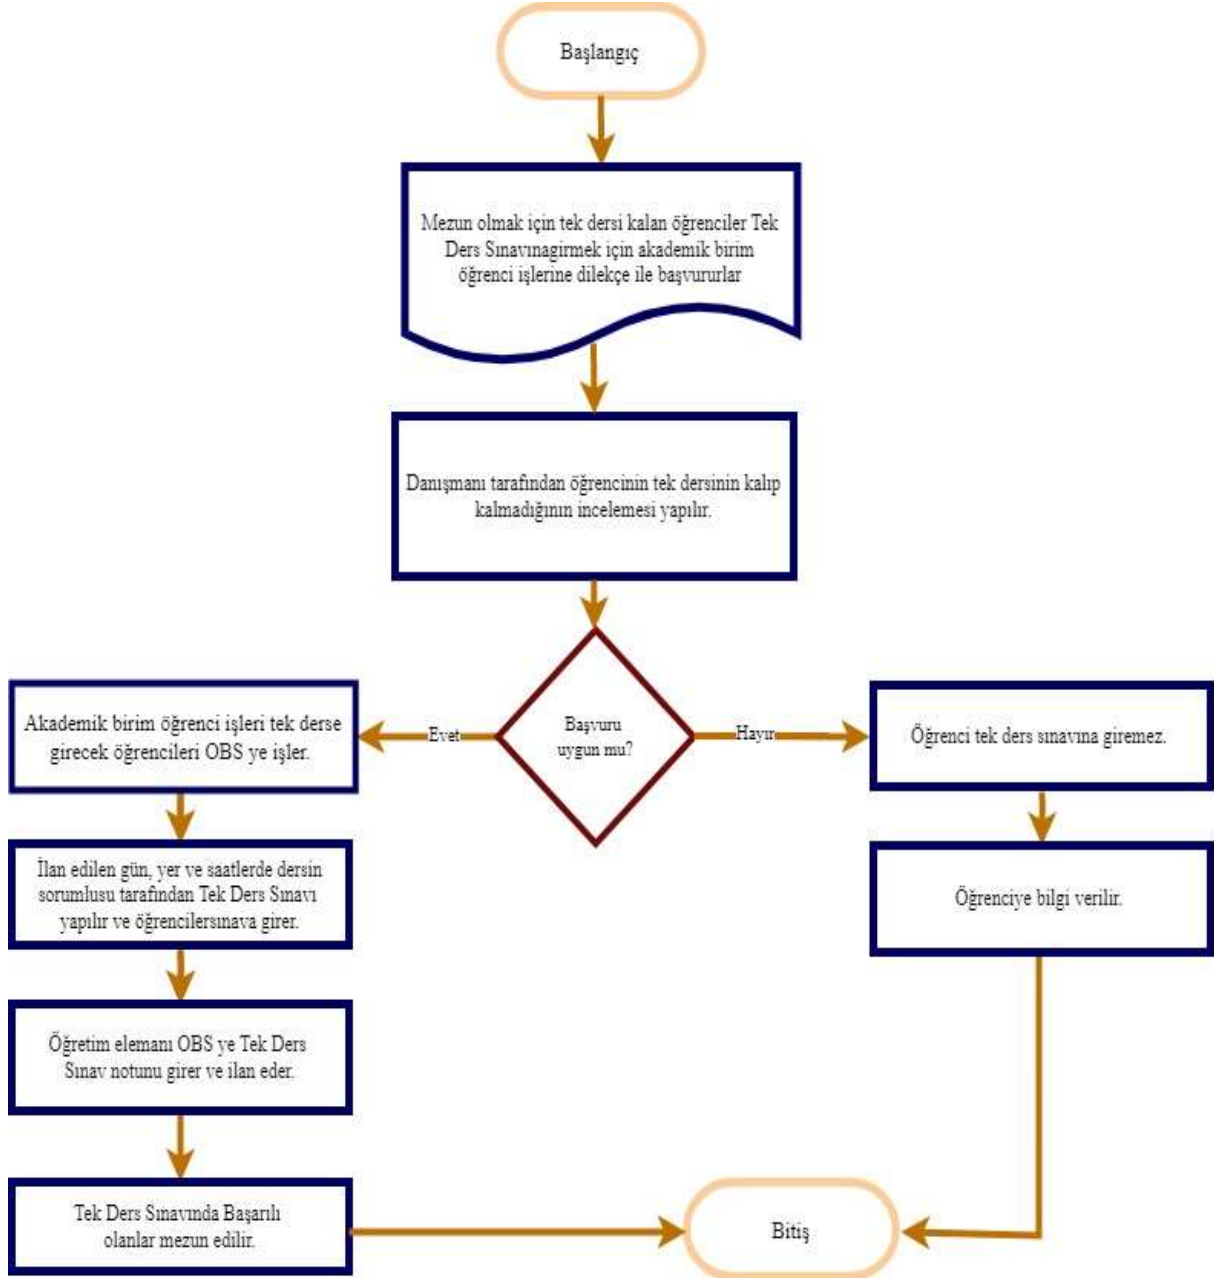 Başlangıç
Mezun olmak için tek dersi kalan öğrenciler Tek
Ders Sınavınagirmek için akademik birim
öğrenci işlerine dilekçe ile başvururlar
Danışmanı tarafından öğrencinin tek dersinin kalıp
kalmadığının incelemesi yapılır.
Başvuru
uygun mu?
Evet
Hayır
Akademik birim öğrenci işleri tek derse
girecek öğrencileri OBS ye işler.
Öğrenci tek ders sınavına giremez.
İlan edilen gün, yer ve saatlerde dersin
sorumlusu tarafından Tek Ders Sınavı
yapılır ve öğrencilersınava girer.
Öğrenciye bilgi verilir.
Öğretim elemanı OBS ye Tek Ders
Sınav notunu girer ve ilan eder.
Tek Ders Sınavında Başarılı
olanlar mezun edilir.
Bitiş